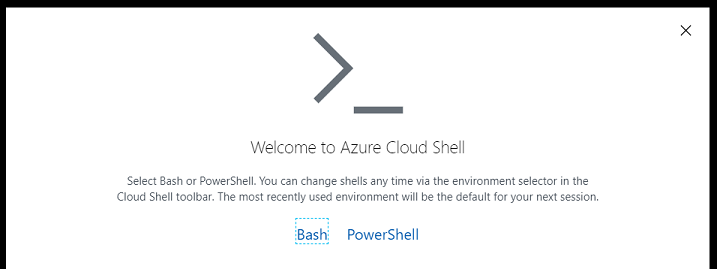 Welcome to Azure Cloud Shell
Select Bash or PowerShell. You can change shells any time via the environment selector in the
Cloud Shell toolbar. The most recently used environment will be the default for your next session.
Bash PowerShell